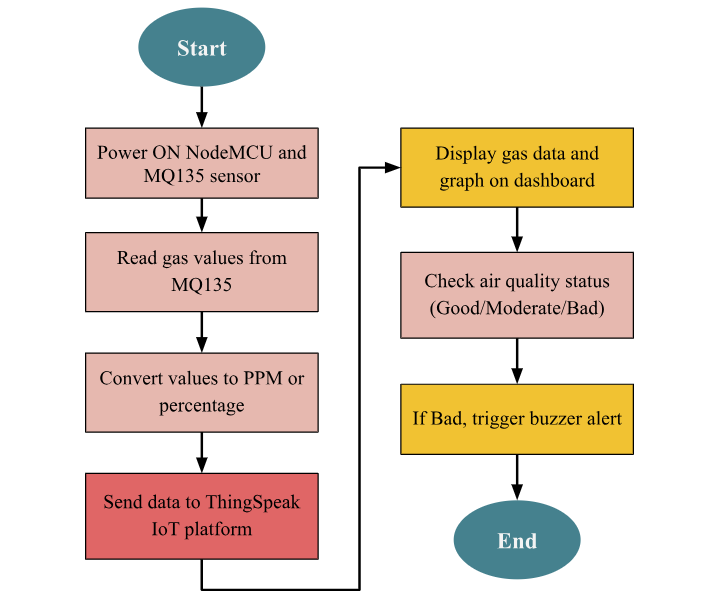 Start
Power ON NodeMCU and
MQ135 sensor
Read gas values from
MQ135
Convert values to PPM or
percentage
Send data to ThingSpeak
IoT platform
Display gas data and
graph on dashboard
Check air quality status
(Good/Moderate/Bad)
If Bad, trigger buzzer alert
End